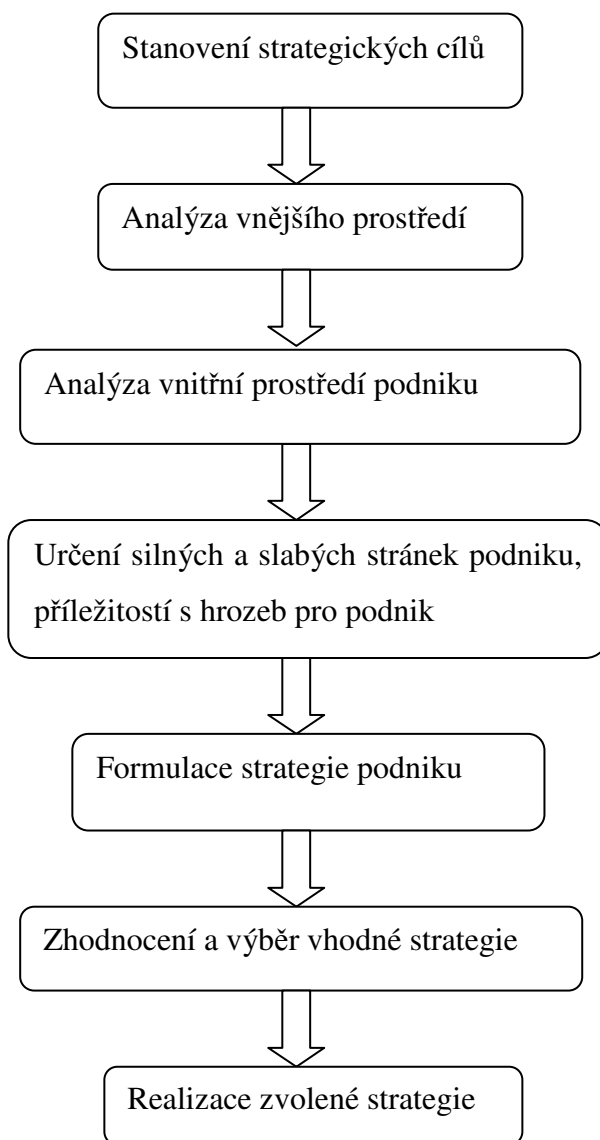 Stanovení strategických cílů
Analýza vnějšího prostředí
Analýza vnitřní prostředí podniku
Určení silných a slabých stránek podniku,
příležitostí s hrozeb pro podnik
Formulace strategie podniku
Zhodnocení a výběr vhodné strategie
Realizace zvolené strategie